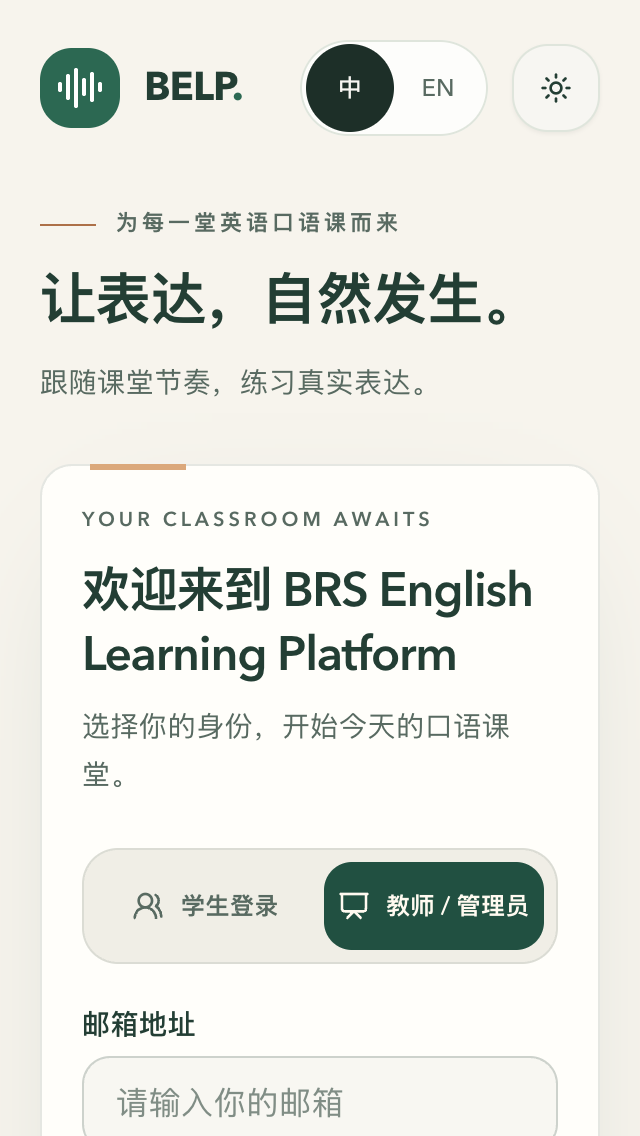 BELP.
中
EN
为每一堂英语口语课而来
让表达，自然发生。
跟随课堂节奏，练习真实表达。
YOUR CLASSROOM AWAITS
欢迎来到 BRS English
Learning Platform
选择你的身份，开始今天的口语课
堂。
学生登录
教师 / 管理员
邮箱地址
请输入你的邮箱